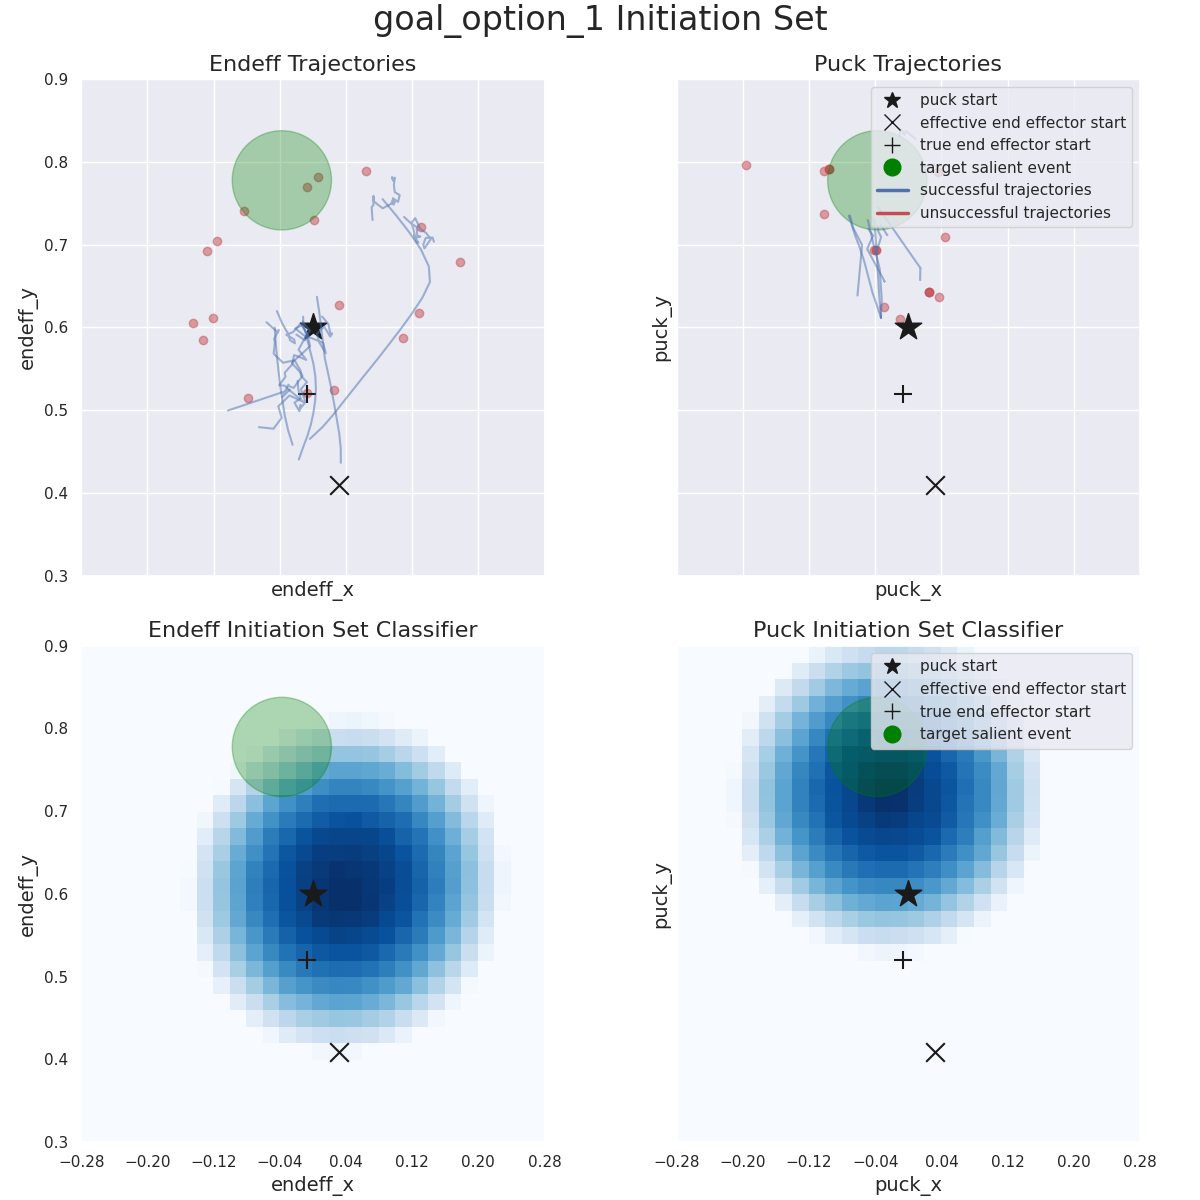 goal_option_1 Initiation Set
Endeff Trajectories
Puck Trajectories
0.9
0.8
0.7
0.6
0.5
0.4
0.3
endeff_y
endeff_x
puck_y
puck_x
puck start
effective end effector start
true end effector start
target salient event
successful trajectories
unsuccessful trajectories
Endeff Initiation Set Classifier
Puck Initiation Set Classifier
0.9
0.8
0.7
0.6
0.5
0.4
0.3
endeff_y
−0.28 −0.20 −0.12 −0.04 0.04 0.12 0.20 0.28
endeff_x
puck_y
puck start
effective end effector start
true end effector start
target salient event
−0.28 −0.20 −0.12 −0.04 0.04 0.12 0.20 0.28
puck_x